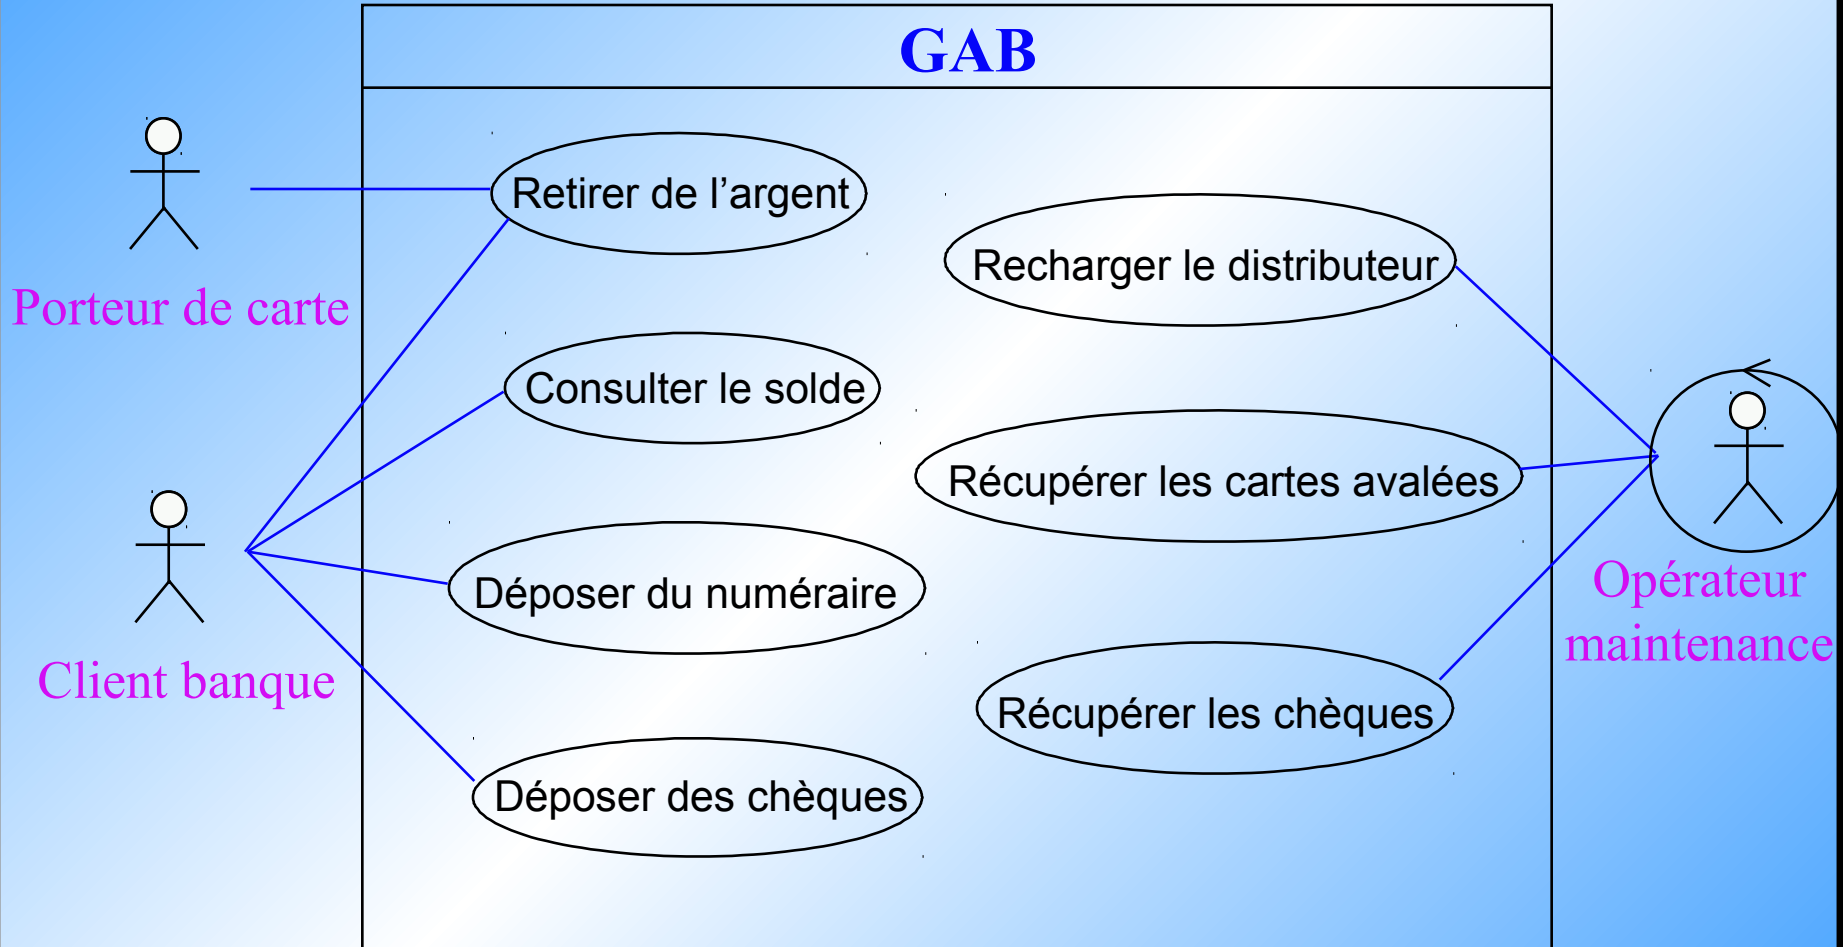 GAB
Porteur de carte
Client banque
Retirer de l’argent
Consulter le solde
Déposer du numéraire
Déposer des chèques
Recharger le distributeur
Récupérer les cartes avalées
Récupérer les chèques
Opérateur
maintenance